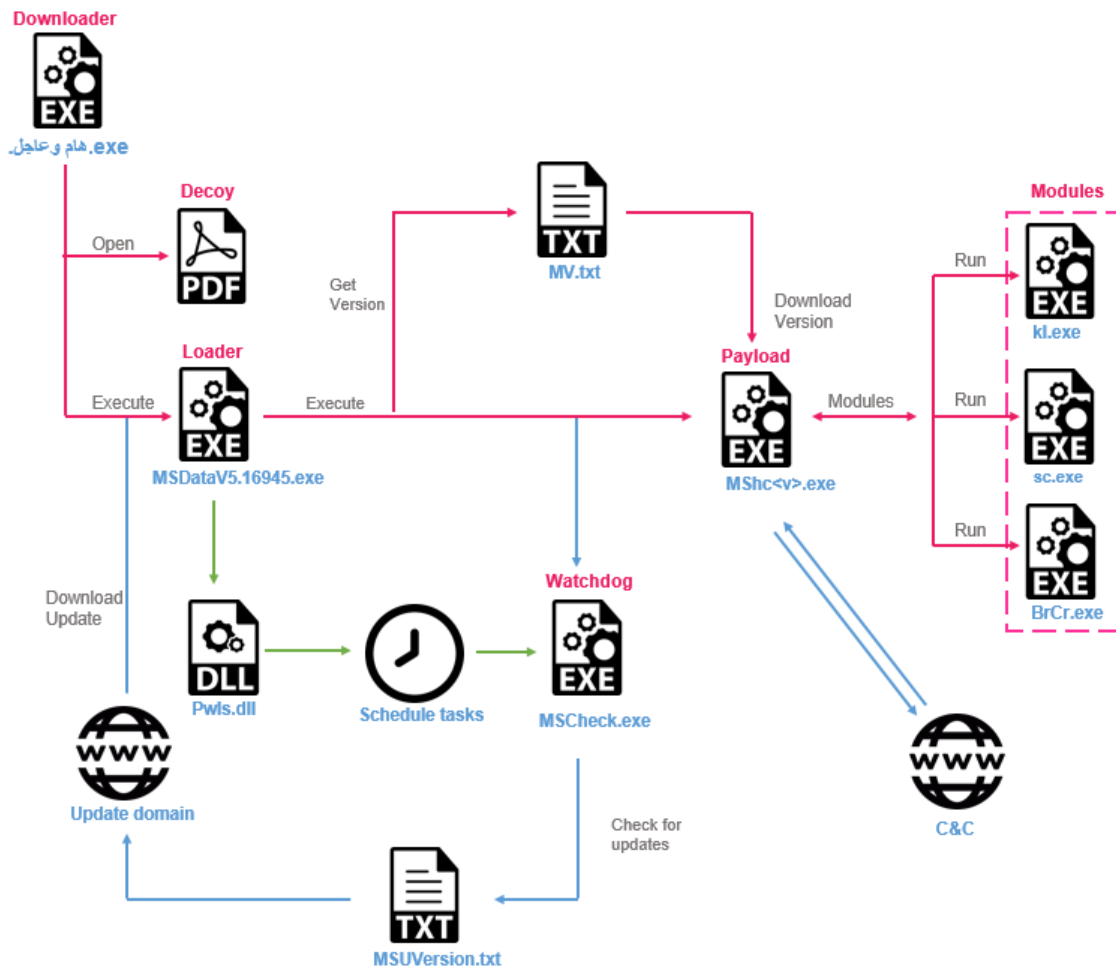 Downloader
EXE
.هام وعاجل.exe
Decoy
Open
PDF
TXT
MV.txt
Modules
Run
EXE
kl.exe
Get
Version
Download
Version
Loader
Execute
EXE
MSDataV5.16945.exe
Execute
Payload
EXE
MShc<v>.exe
Modules
Run
EXE
sc.exe
Run
EXE
BrCr.exe
Download
Update
DLL
Pwls.dll
Schedule tasks
Watchdog
EXE
MSCheck.exe
WWW
Update domain
WWW
C&C
Check for
updates
TXT
MSUVersion.txt